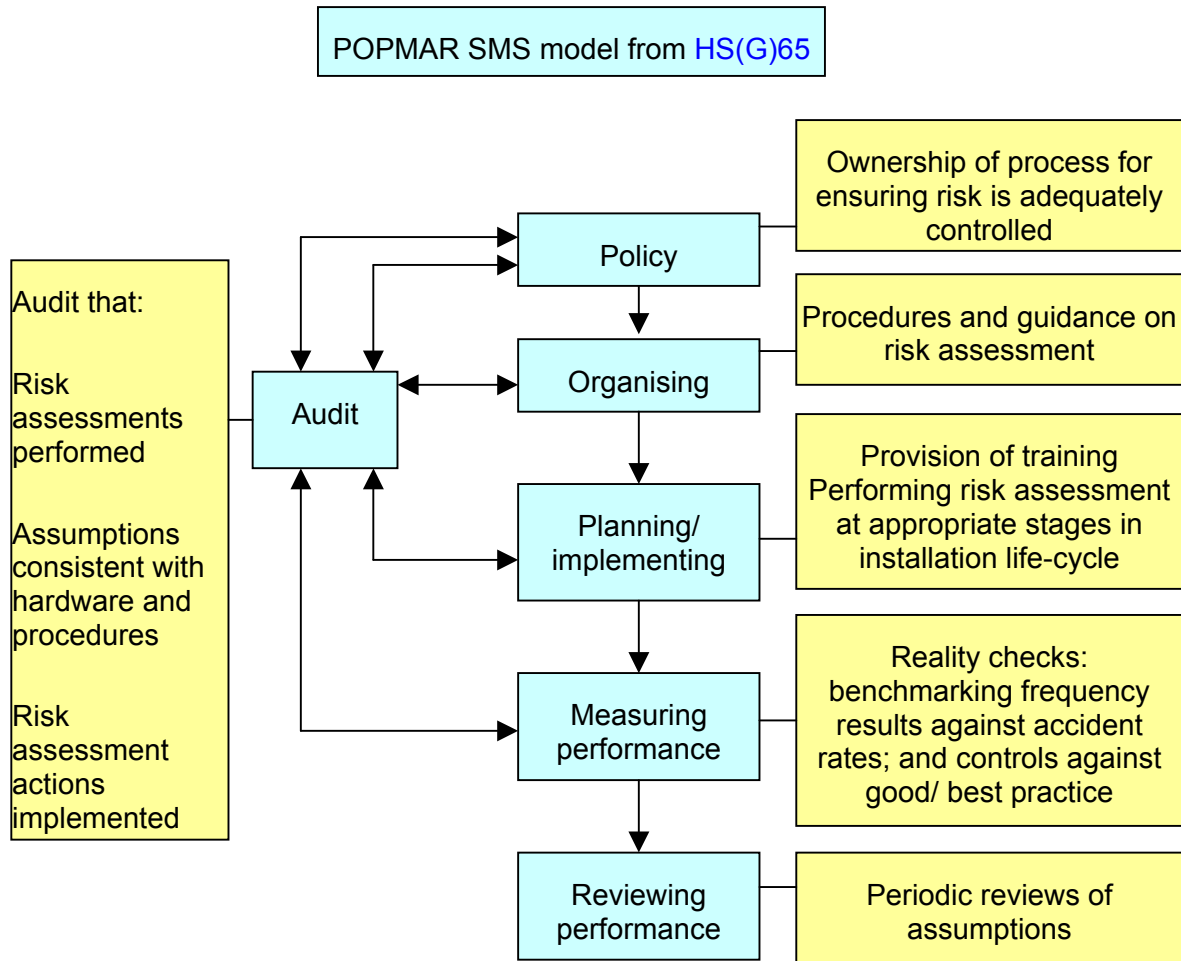 POPMAR SMS model from HS(G)65
Ownership of process for
ensuring risk is adequately
controlled
Policy
Audit that:
Risk
assessments
performed
Assumptions
consistent with
hardware and
procedures
Risk
assessment
actions
implemented
Audit
Procedures and guidance on
risk assessment
Organising
Provision of training
Performing risk assessment
at appropriate stages in
installation life-cycle
Planning/
implementing
Reality checks:
benchmarking frequency
results against accident
rates; and controls against
good/ best practice
Measuring
performance
Reviewing
performance
Periodic reviews of
assumptions